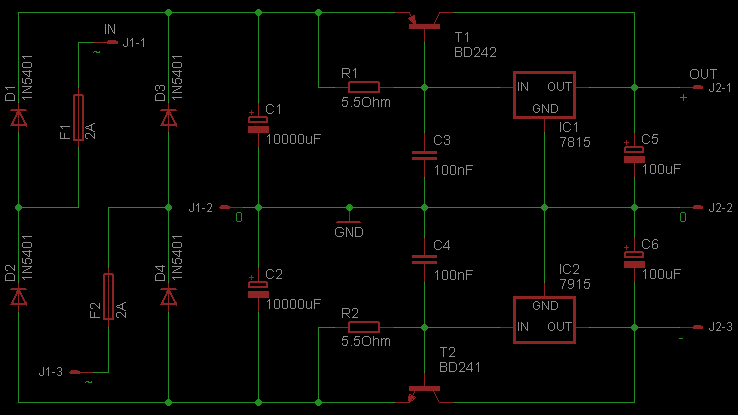 IN
J1-1
~
T1
BD242
D1
1N5401
D3
1N5401
F1
2A
R1
5.5Ohm
IN
OUT
GND
IC1
7815
OUT
J2-1
+
+
C1
10000uF
C3
100nF
+
C5
100uF
J1-2
0
GND
J2-2
0
D2
1N5401
D4
1N5401
F2
2A
+
C2
10000uF
C4
100nF
IC2
7915
+
C6
100uF
GND
IN
OUT
R2
5.5Ohm
J2-3
-
T2
BD241
J1-3
~